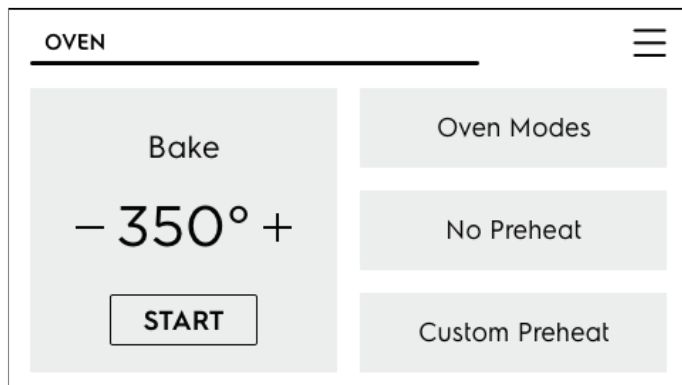 OVEN
Bake
− 350° +
START
Oven Modes
No Preheat
Custom Preheat